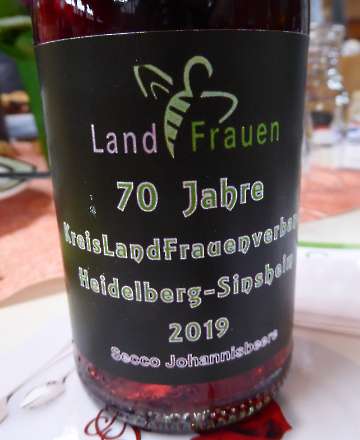 Land Frauen
70 Jahre
KreisLandFrauenverban
Heidelberg-Sinsheim
2019
Secco Johannisbeere